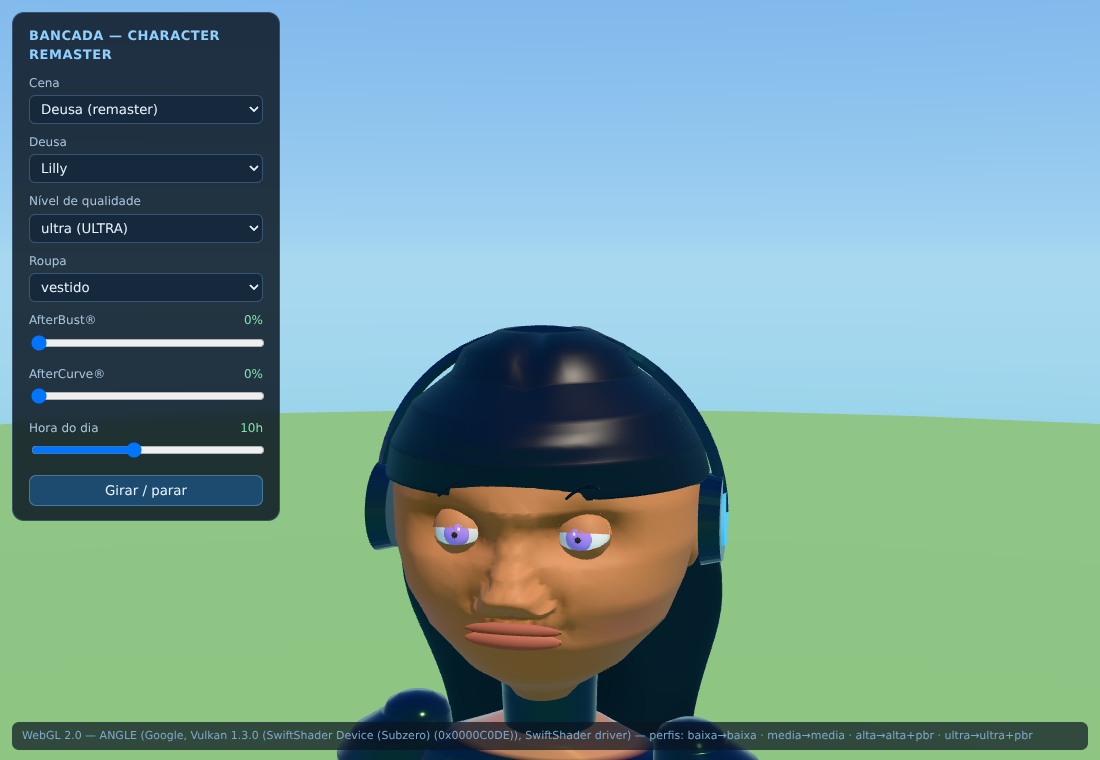 BANCADA — CHARACTER
REMASTER
Cena
Deusa (remaster)
Deusa
Lilly
Nível de qualidade
ultra (ULTRA)
Roupa
vestido
AfterBust® 0%
AfterCurve® 0%
Hora do dia 10h
Girar / parar
WebGL 2.0 — ANGLE (Google, Vulkan 1.3.0 (SwiftShader Device (Subzero) (0x0000C0DE)), SwiftShader driver) — perfis: baixa→baixa · media→media · alta→alta+pbr · ultra→ultra+pbr